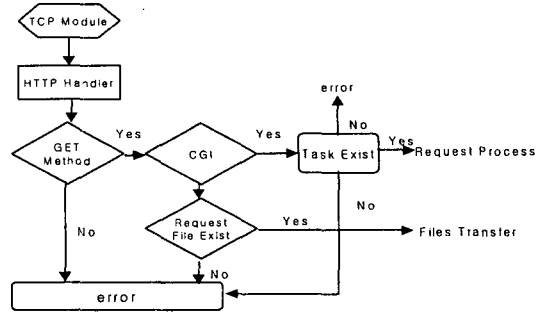 TCP Module
HTTP Handler
error
No
GET
Method
Yes
CGI
Yes
Task Exist
Yes
Request Process
No
Request
File Exist
Yes
Files Transfer
No
No
error